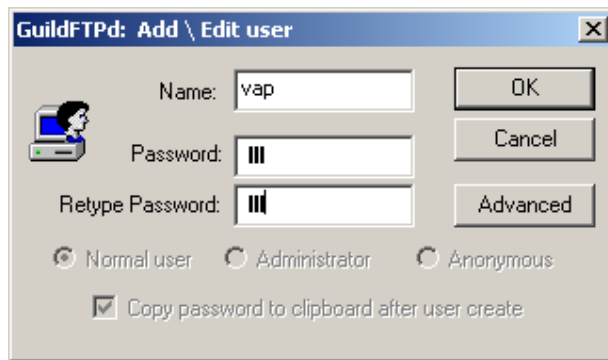 GuildFTPd: Add \ Edit user
Name: vap
OK
Password:
Cancel
Retype Password:
Advanced
Normal user Administrator Anonymous
Copy password to clipboard after user create